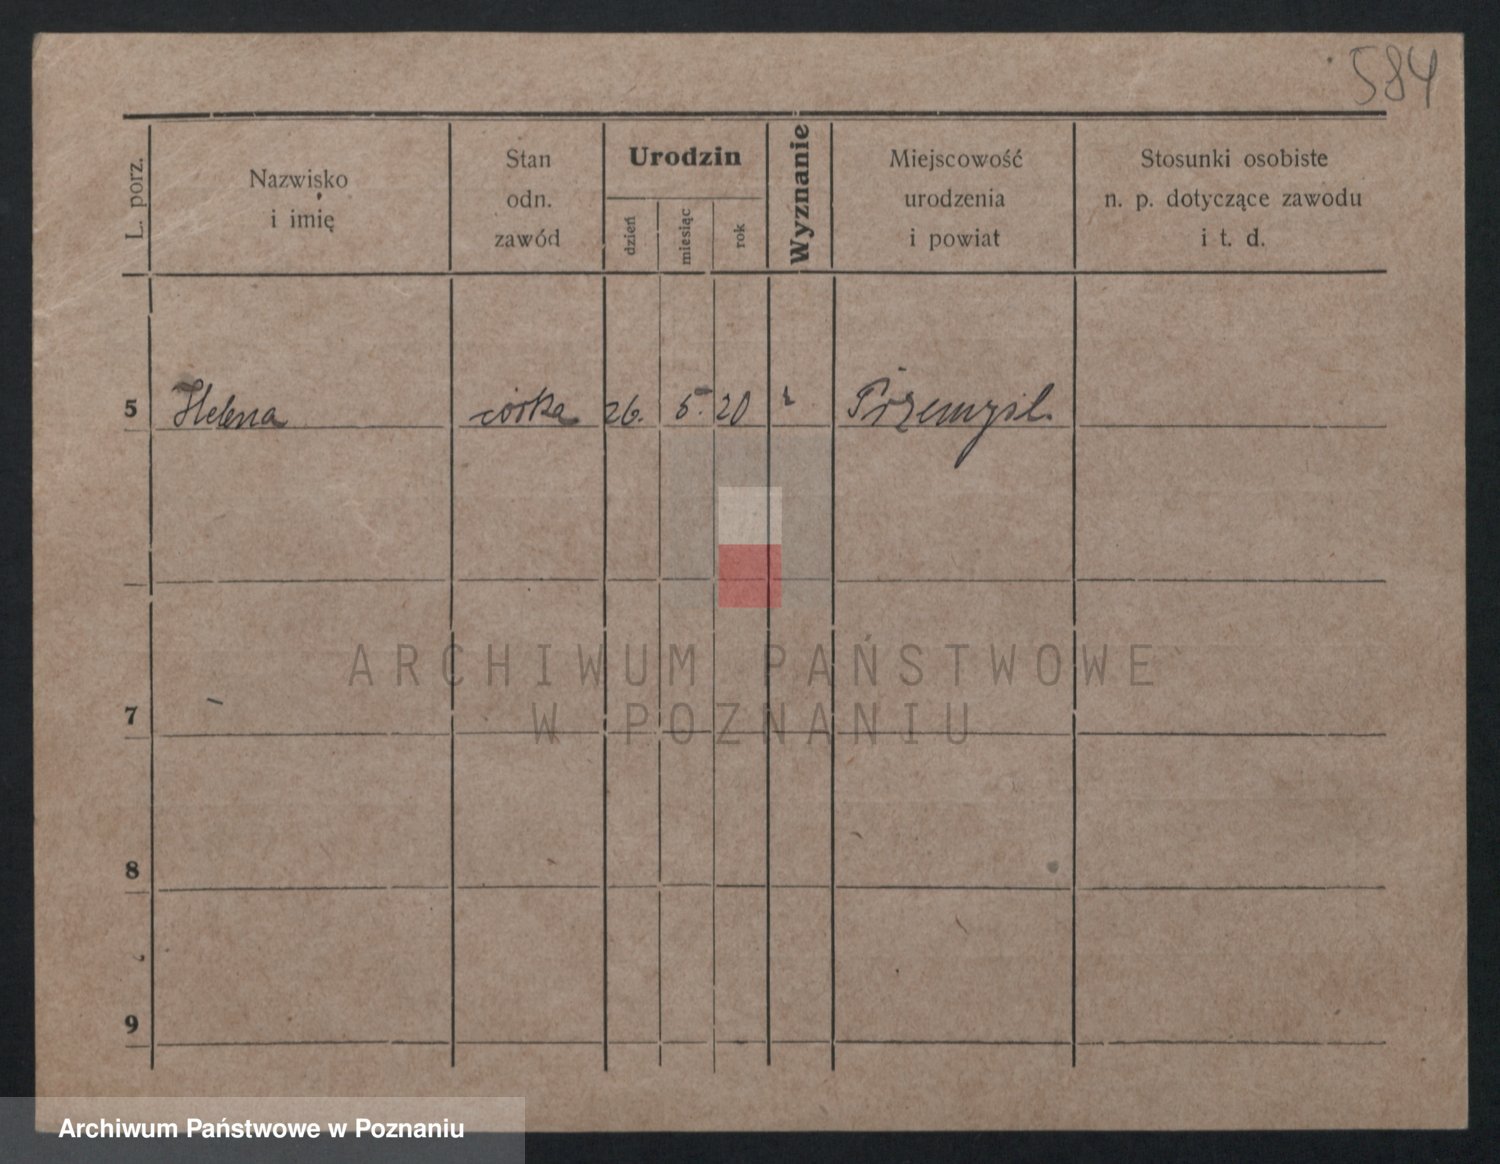 584
L. porz.
Nazwisko
i imię
Stan
odn.
zawód
Urodzin
dzień
miesiąc
rok
Wyznanie
Miejscowość
urodzenia
i powiat
Stosunki osobiste
n. p. dotyczące zawodu
i t. d.
5 Helena córka 26. 5. 20 r Przemyśl.
ARCHIWUM PAŃSTWOWE
W POZNANIU
7
8
9
Archiwum Państwowe w Poznaniu